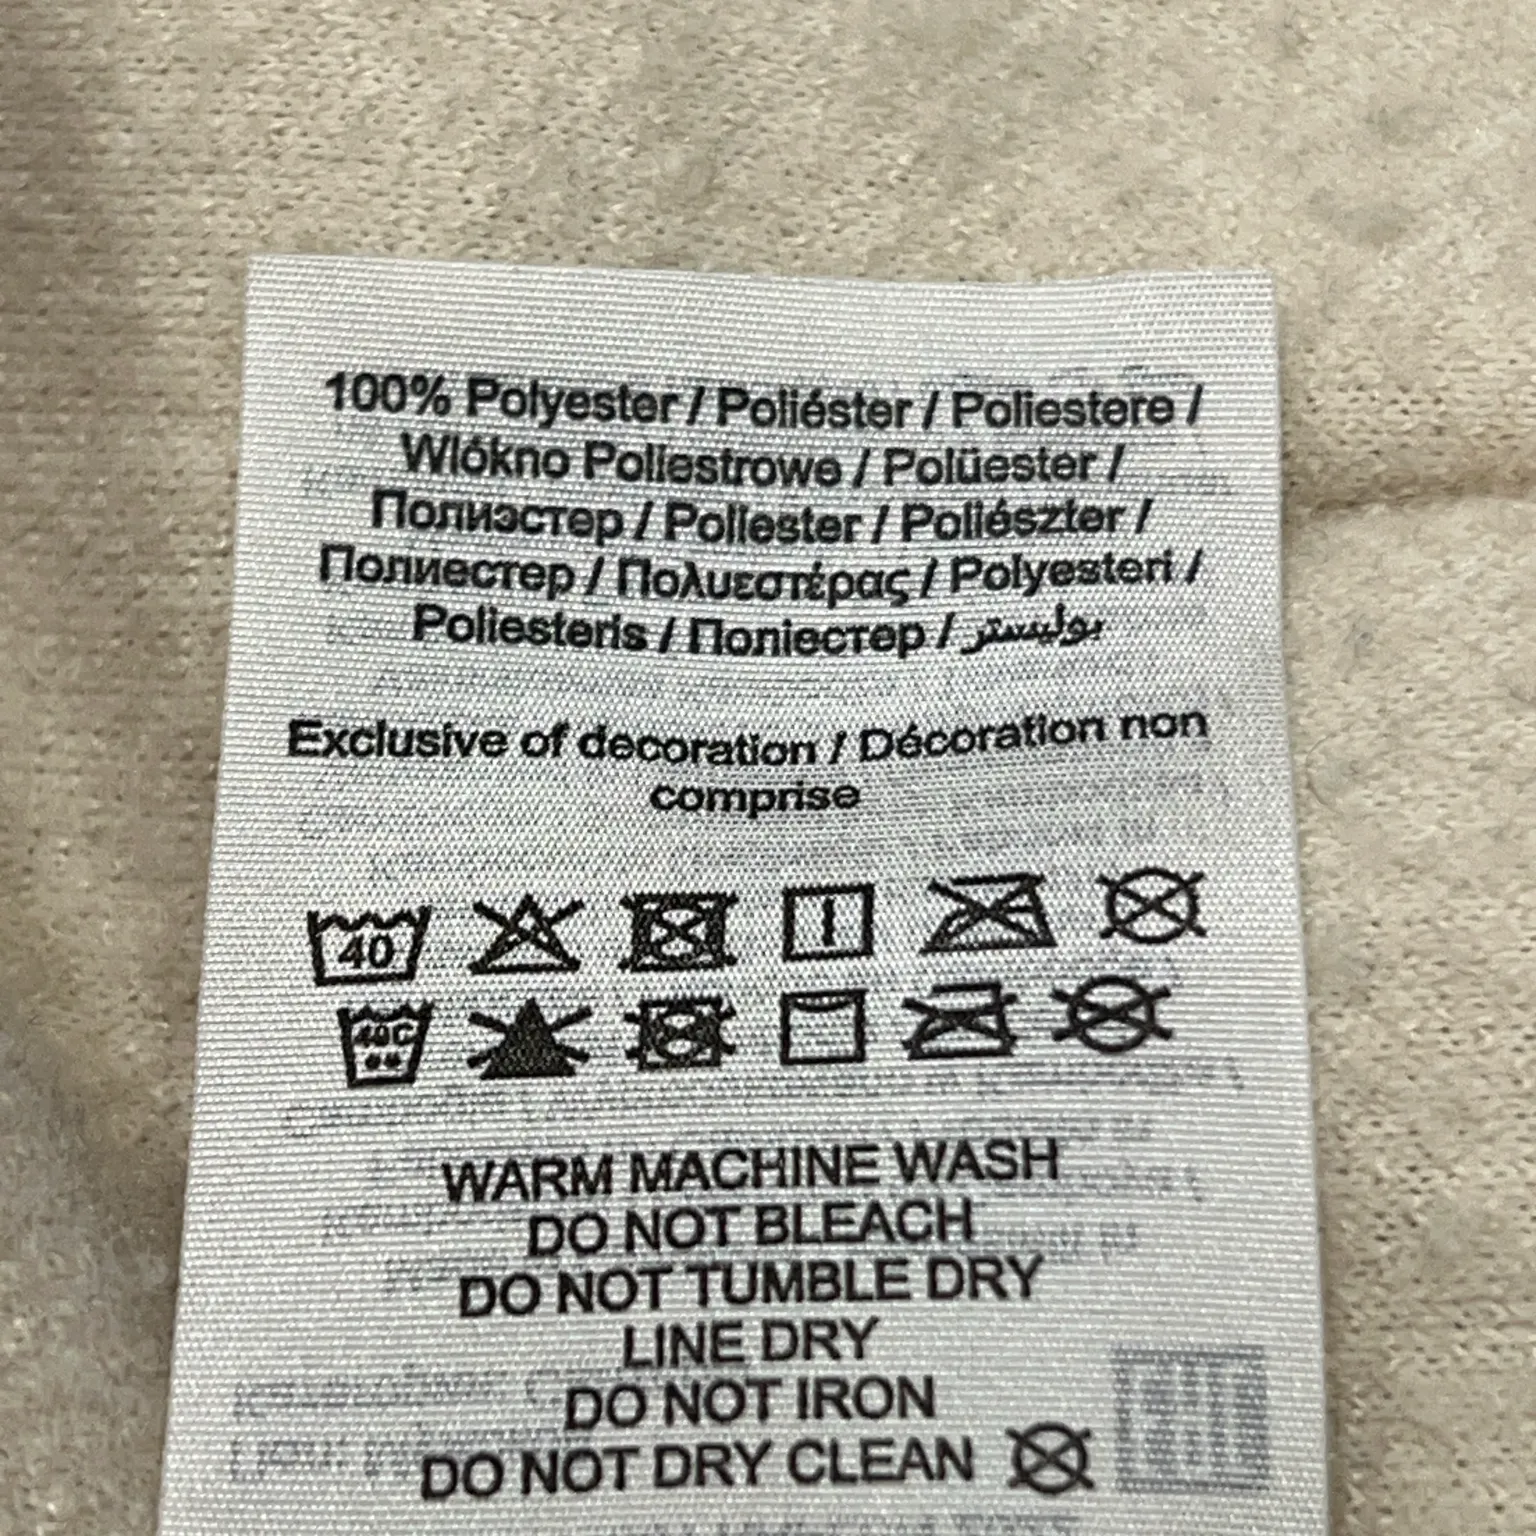 100% Polyester / Poliéster / Poliestere /
Wlókno Poliestrowe / Polüester /
Полиэстер / Poliester / Poliészter /
Полиестер / Πολυεστέρας / Polyesteri /
Poliesteris / Поліестер / بوليستر
Exclusive of decoration / Décoration non
comprise
40
40C
WARM MACHINE WASH
DO NOT BLEACH
DO NOT TUMBLE DRY
LINE DRY
DO NOT IRON
DO NOT DRY CLEAN